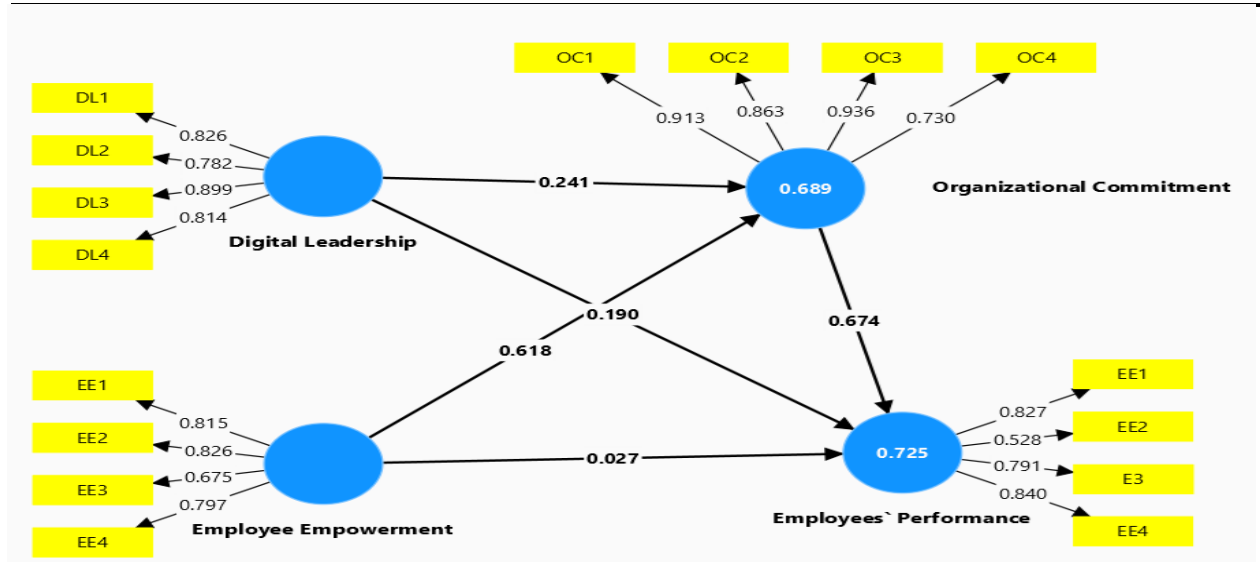 OC1
OC2
OC3
OC4
0.913
0.863
0.936
0.730
DL1
DL2
DL3
DL4
0.826
0.782
0.899
0.814
Digital Leadership
0.241
0.689
Organizational Commitment
0.190
0.618
0.674
EE1
EE2
EE3
EE4
0.815
0.826
0.675
0.797
Employee Empowerment
0.027
0.725
Employees` Performance
0.827
0.528
0.791
0.840
EE1
EE2
E3
EE4